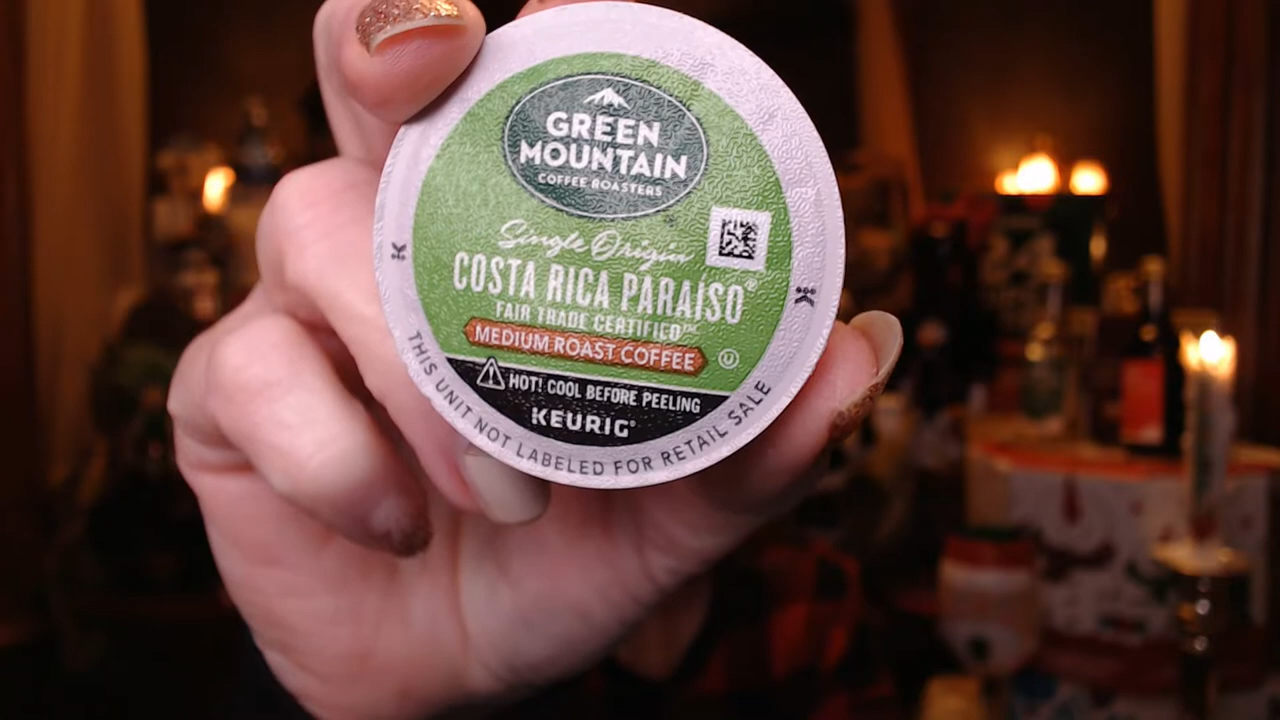 GREEN
MOUNTAIN
COFFEE ROASTERS
Single Origin
COSTA RICA PARAÍSO®
FAIR TRADE CERTIFIED™
MEDIUM ROAST COFFEE
U
HOT! COOL BEFORE PEELING
KEURIG®
THIS UNIT NOT LABELED FOR RETAIL SALE
K
K